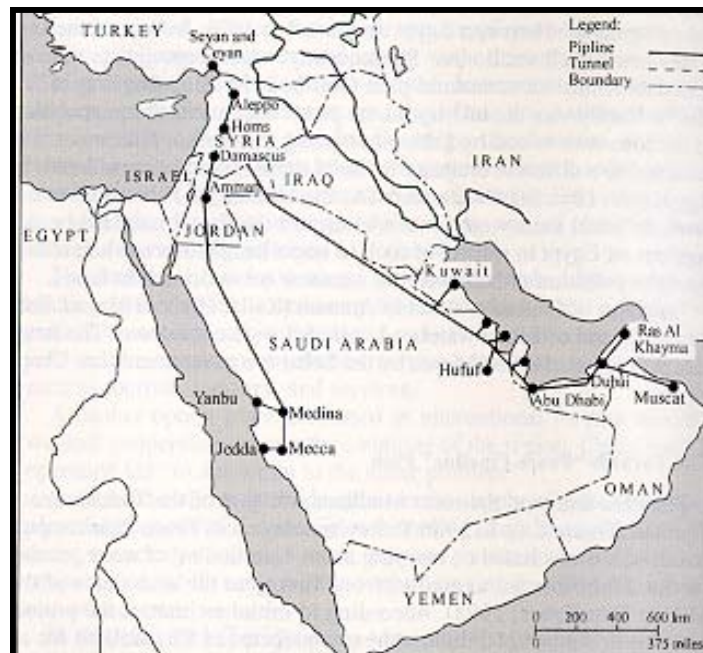 TURKEY
Seyan and
Ceyan
Legend:
Pipline
Tunnel
Boundary
Aleppo
Homs
SYRIA
Damascus
ISRAEL
IRAQ
IRAN
Amman
EGYPT
JORDAN
Kuwait
SAUDI ARABIA
Ras Al
Khayma
Hufuf
Dubai
Abu Dhabi
Muscat
Yanbu
Medina
Jedda
Mecca
OMAN
YEMEN
0 200 400 600 km
0 375 miles